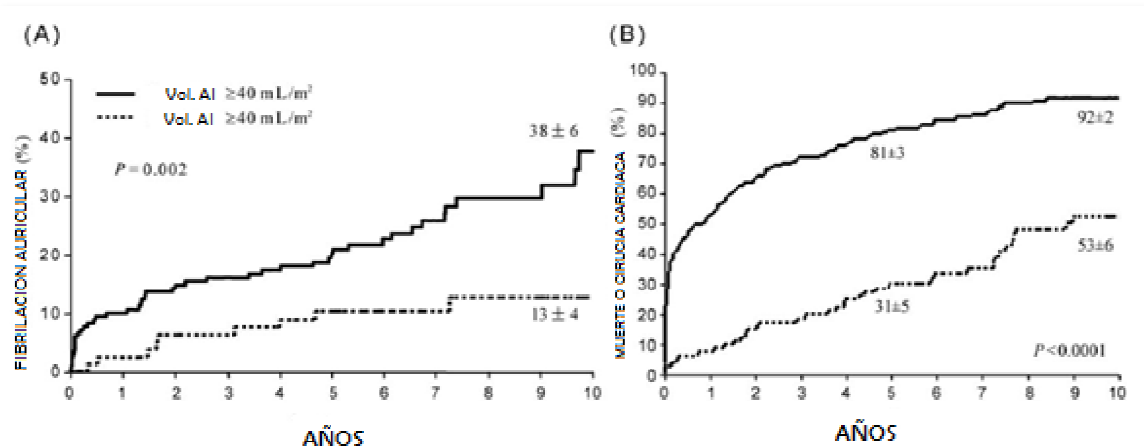 (A)
FIBRILACION AURICULAR (%)
50
40
30
20
10
0
Vol. AI ≥40 mL/m²
Vol. AI ≥40 mL/m²
P = 0.002
38 ± 6
13 ± 4
0 1 2 3 4 5 6 7 8 9 10
AÑOS
(B)
MUERTE O CIRUCIA CARDIACA (%)
100
90
80
70
60
50
40
30
20
10
0
92±2
81±3
53±6
31±5
P<0.0001
0 1 2 3 4 5 6 7 8 9 10
AÑOS